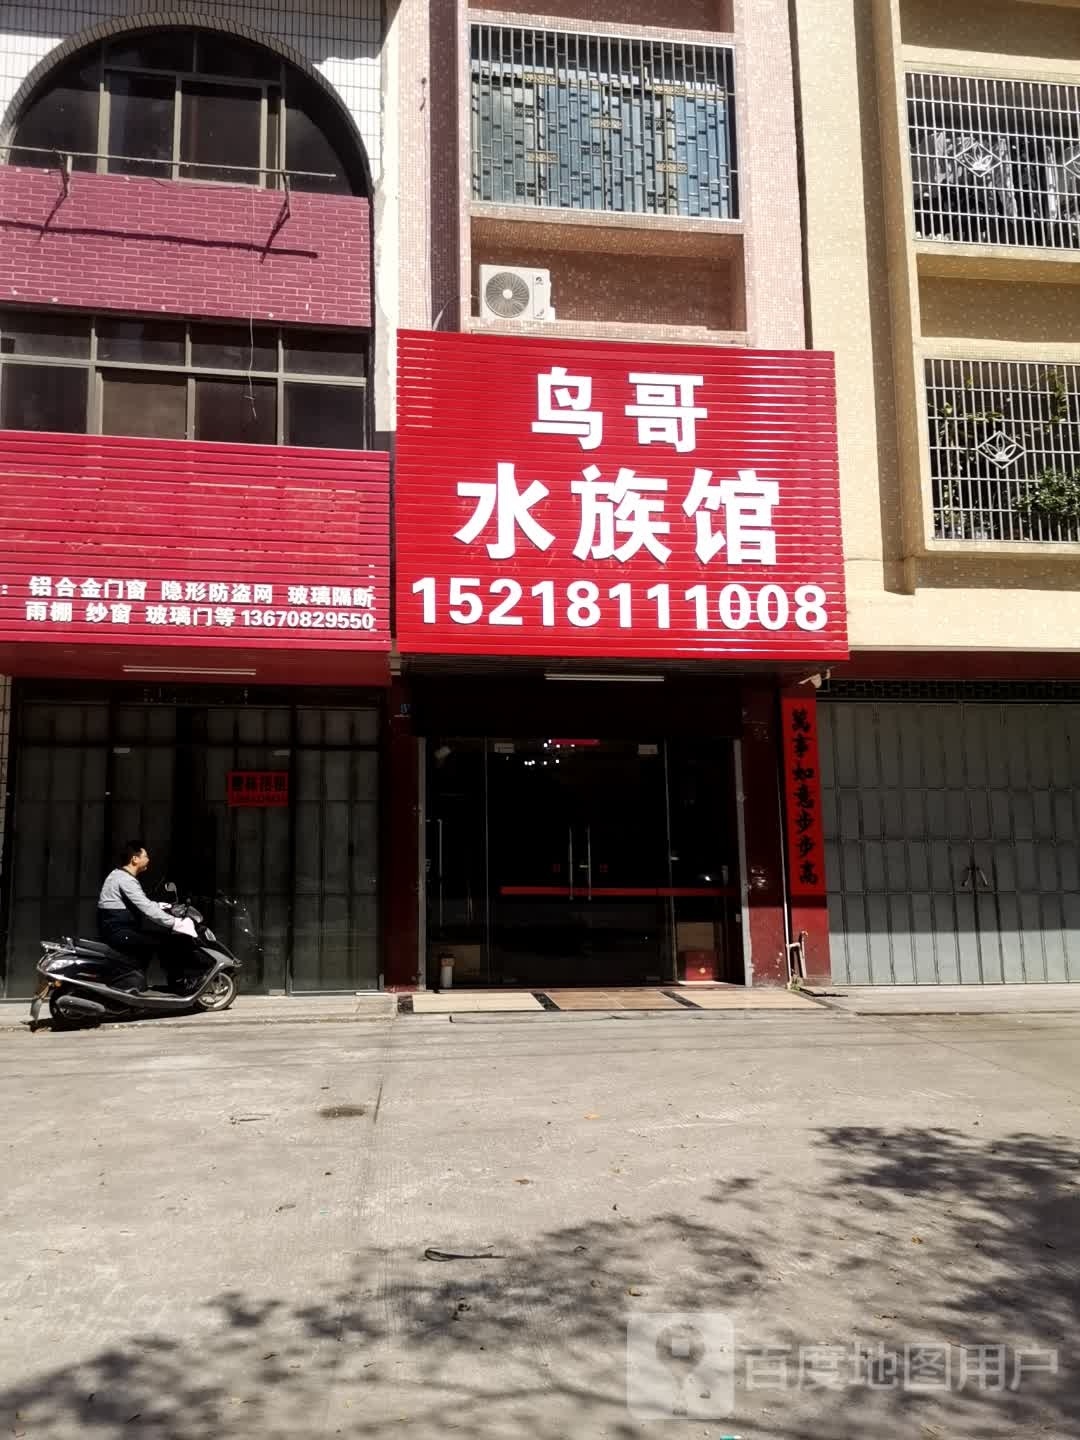 鸟哥
水族馆
15218111008
：铝合金门窗 隐形防盗网 玻璃隔断
雨棚 纱窗 玻璃门等 13670829550
萬事如意步步高
百度地图用户